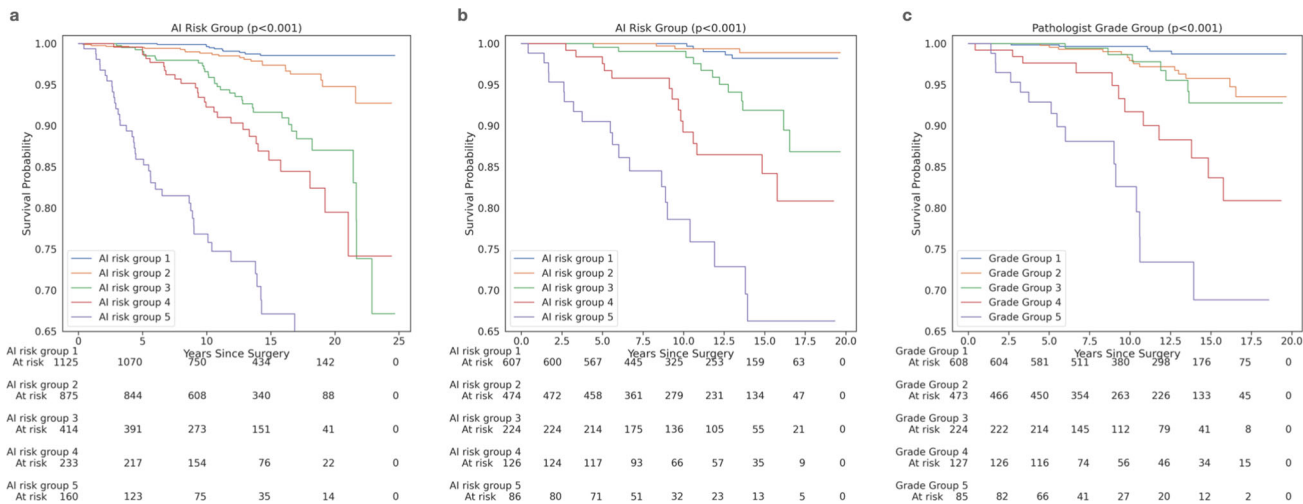 a
AI Risk Group (p<0.001)
1.00
0.95
0.90
0.85
0.80
0.75
0.70
0.65
Survival Probability
AI risk group 1
AI risk group 2
AI risk group 3
AI risk group 4
AI risk group 5
0 5 10 15 20 25
Years Since Surgery
AI risk group 1
At risk 1125 1070 750 434 142 0
AI risk group 2
At risk 875 844 608 340 88 0
AI risk group 3
At risk 414 391 273 151 41 0
AI risk group 4
At risk 233 217 154 76 22 0
AI risk group 5
At risk 160 123 75 35 14 0
b
AI Risk Group (p<0.001)
1.00
0.95
0.90
0.85
0.80
0.75
0.70
0.65
Survival Probability
AI risk group 1
AI risk group 2
AI risk group 3
AI risk group 4
AI risk group 5
0.0 2.5 5.0 7.5 10.0 12.5 15.0 17.5 20.0
Years Since Surgery
AI risk group 1
At risk 607 600 567 445 325 253 159 63 0
AI risk group 2
At risk 474 472 458 361 279 231 134 47 0
AI risk group 3
At risk 224 224 214 175 136 105 55 21 0
AI risk group 4
At risk 126 124 117 93 66 57 35 9 0
AI risk group 5
At risk 86 80 71 51 32 23 13 5 0
c
Pathologist Grade Group (p<0.001)
1.00
0.95
0.90
0.85
0.80
0.75
0.70
0.65
Survival Probability
Grade Group 1
Grade Group 2
Grade Group 3
Grade Group 4
Grade Group 5
0.0 2.5 5.0 7.5 10.0 12.5 15.0 17.5 20.0
Years Since Surgery
Grade Group 1
At risk 608 604 581 511 380 298 176 75 0
Grade Group 2
At risk 473 466 450 354 263 226 133 45 0
Grade Group 3
At risk 224 222 214 145 112 79 41 8 0
Grade Group 4
At risk 127 126 116 74 56 46 34 15 0
Grade Group 5
At risk 85 82 66 41 27 20 12 2 0